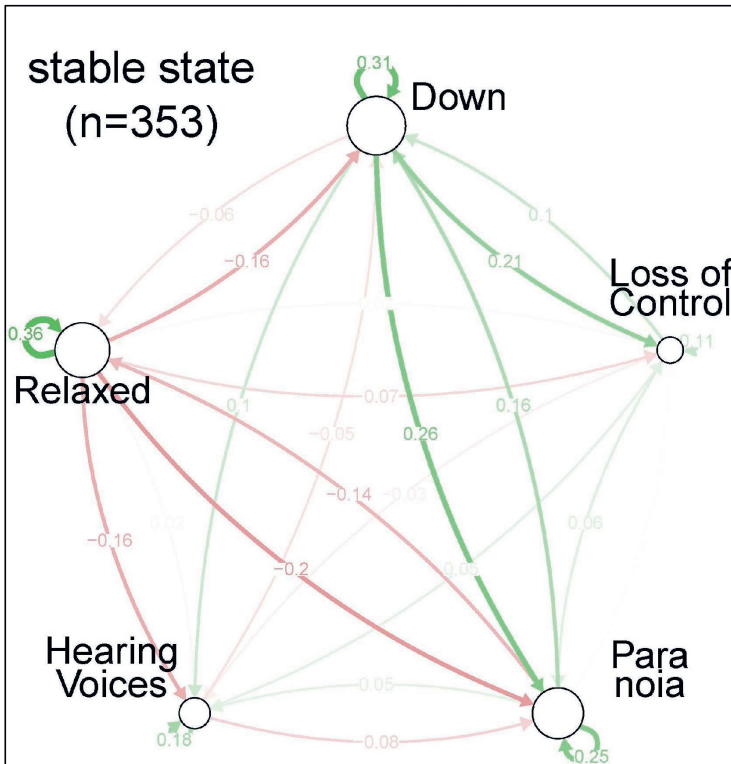 stable state
(n=353)
0.31
Down
−0.06
0.1
−0.16
0.21
Loss of
Control
0.36
0.11
Relaxed
0.07
0.1
−0.05
0.26
0.16
−0.14
−0.03
0.06
−0.16
−0.2
0.05
Hearing
Voices
Para
noia
0.05
0.18
−0.08
0.25